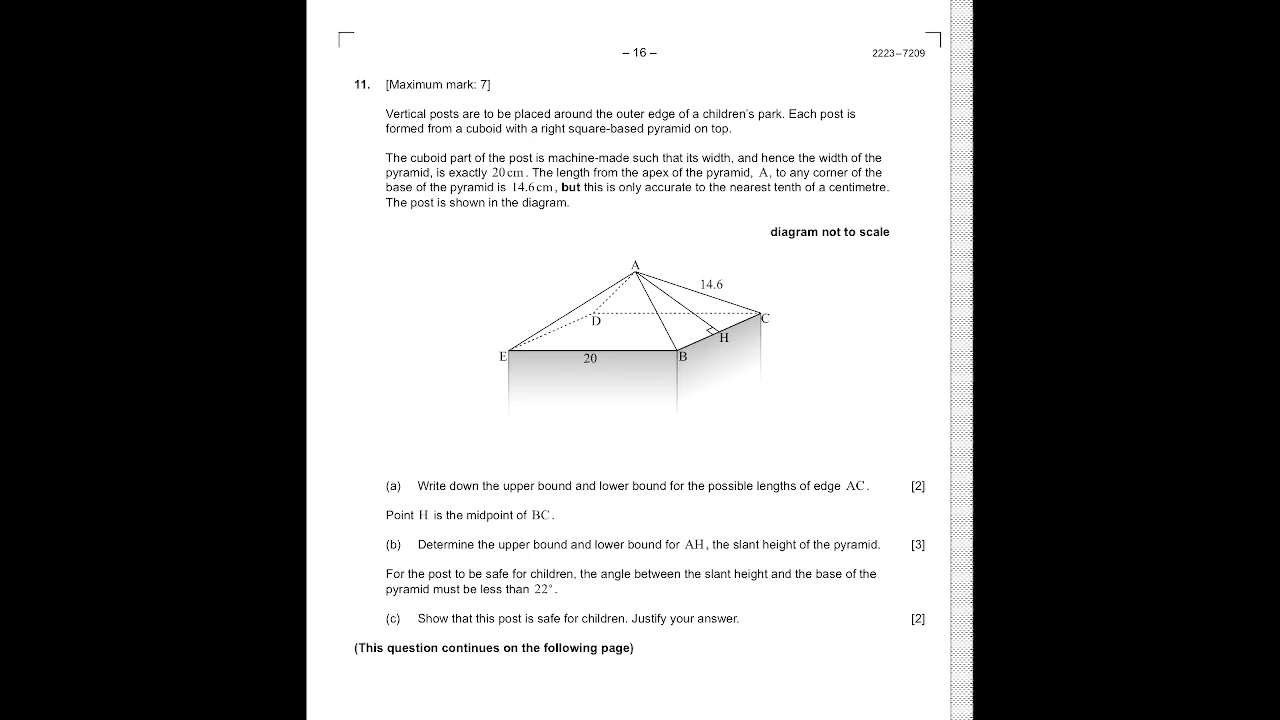 – 16 –
2223–7209
11. [Maximum mark: 7]
Vertical posts are to be placed around the outer edge of a children's park. Each post is
formed from a cuboid with a right square-based pyramid on top.
The cuboid part of the post is machine-made such that its width, and hence the width of the
pyramid, is exactly 20 cm. The length from the apex of the pyramid, A, to any corner of the
base of the pyramid is 14.6 cm, but this is only accurate to the nearest tenth of a centimetre.
The post is shown in the diagram.
diagram not to scale
A
14.6
D
C
H
E
20
B
(a) Write down the upper bound and lower bound for the possible lengths of edge AC. [2]
Point H is the midpoint of BC.
(b) Determine the upper bound and lower bound for AH, the slant height of the pyramid. [3]
For the post to be safe for children, the angle between the slant height and the base of the
pyramid must be less than 22°.
(c) Show that this post is safe for children. Justify your answer. [2]
(This question continues on the following page)